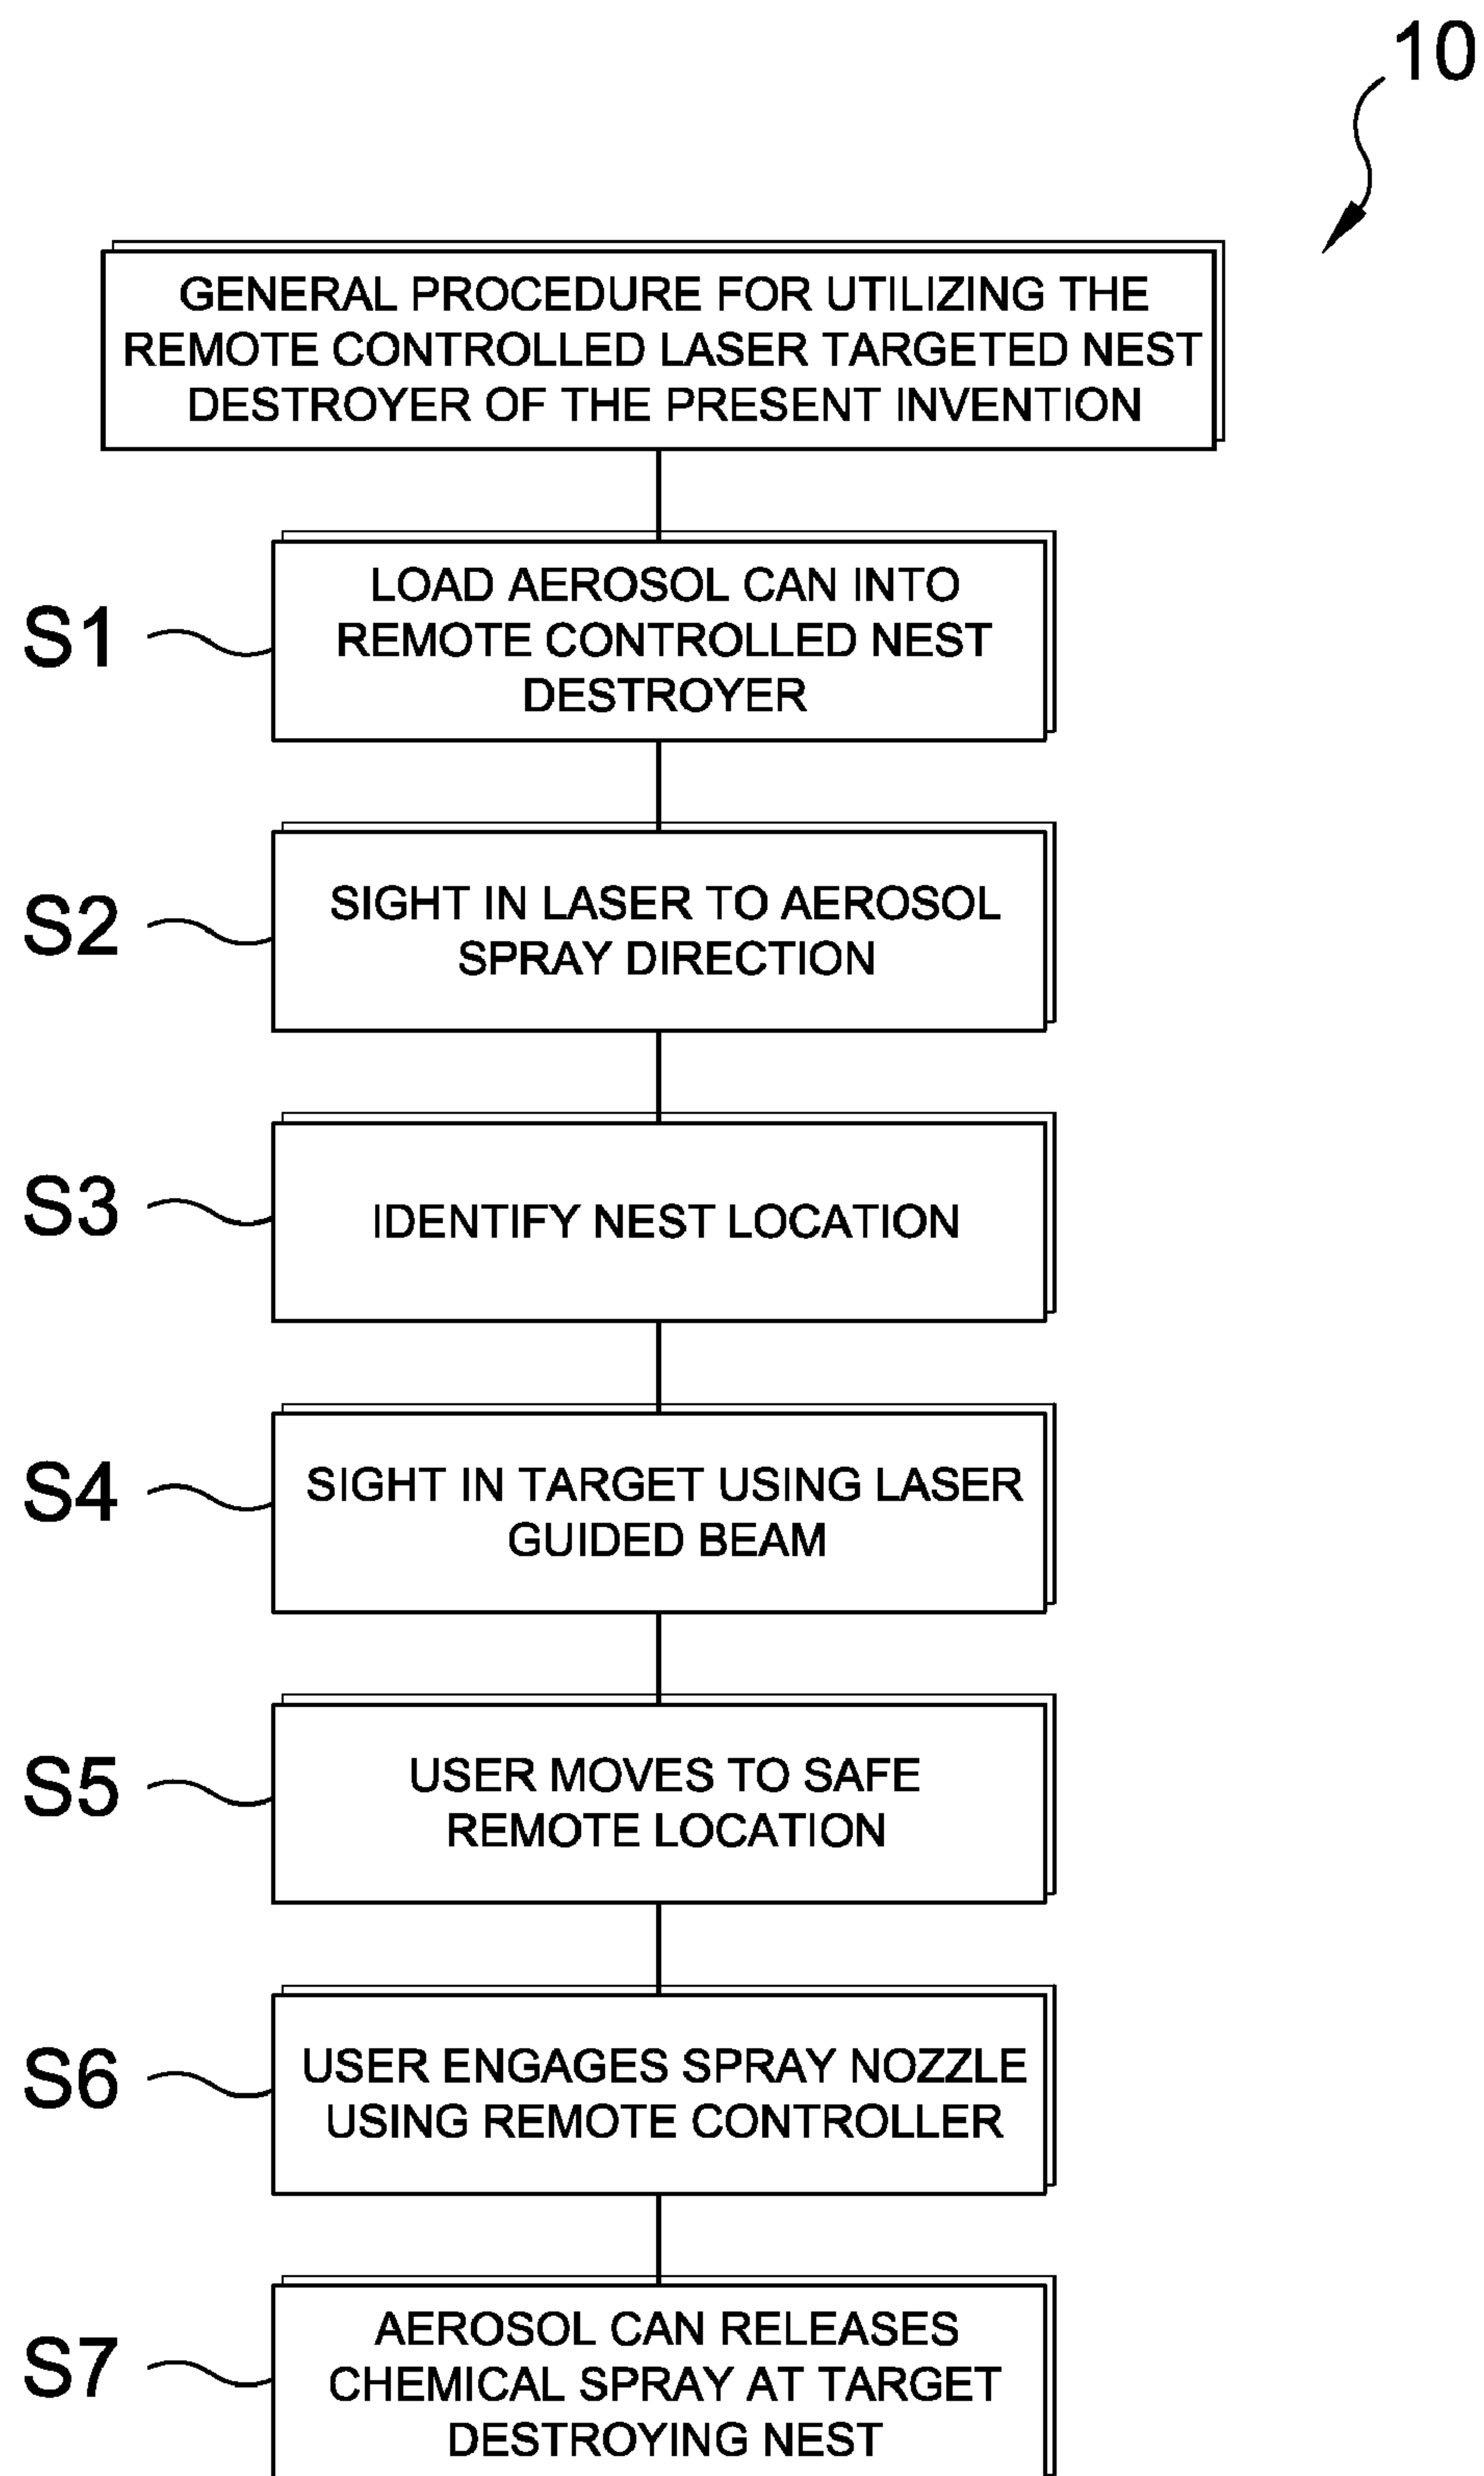 10
GENERAL PROCEDURE FOR UTILIZING THE
REMOTE CONTROLLED LASER TARGETED NEST
DESTROYER OF THE PRESENT INVENTION
S1
LOAD AEROSOL CAN INTO
REMOTE CONTROLLED NEST
DESTROYER
S2
SIGHT IN LASER TO AEROSOL
SPRAY DIRECTION
S3
IDENTIFY NEST LOCATION
S4
SIGHT IN TARGET USING LASER
GUIDED BEAM
S5
USER MOVES TO SAFE
REMOTE LOCATION
S6
USER ENGAGES SPRAY NOZZLE
USING REMOTE CONTROLLER
S7
AEROSOL CAN RELEASES
CHEMICAL SPRAY AT TARGET
DESTROYING NEST